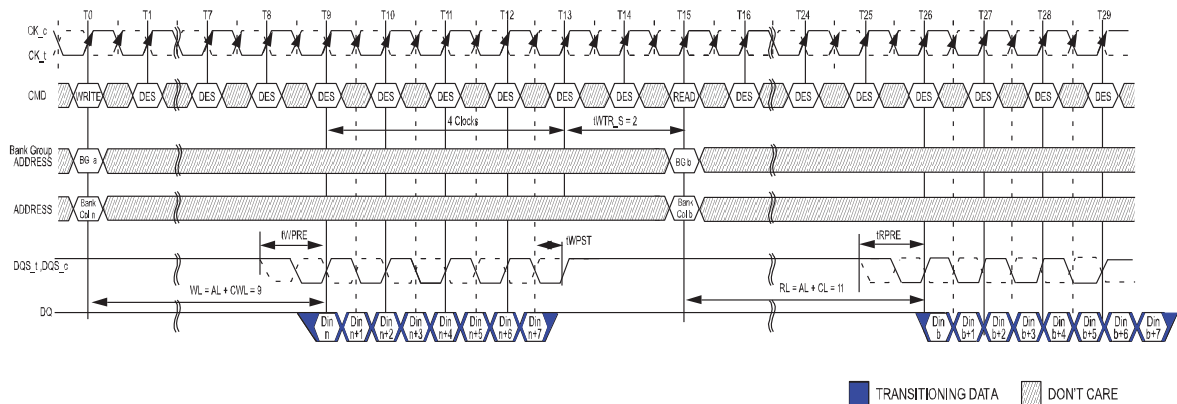 T0 T1 T7 T8 T9 T10 T11 T12 T13 T14 T15 T16 T24 T25 T26 T27 T28 T29
CK_c
CK_t
CMD WRITE DES DES DES DES DES DES DES DES DES READ DES DES DES DES DES DES DES
4 Clocks tWTR_S = 2
Bank Group
ADDRESS BG a BG b
ADDRESS Bank Col n Bank Col b
tWPRE tWPST tRPRE
DQS_t ,DQS_c
WL = AL + CWL = 9 RL = AL + CL = 11
DQ Din n Din n+1 Din n+2 Din n+3 Din n+4 Din n+5 Din n+6 Din n+7 Din b Din b+1 Din b+2 Din b+3 Din b+4 Din b+5 Din b+6 Din b+7
TRANSITIONING DATA DON'T CARE